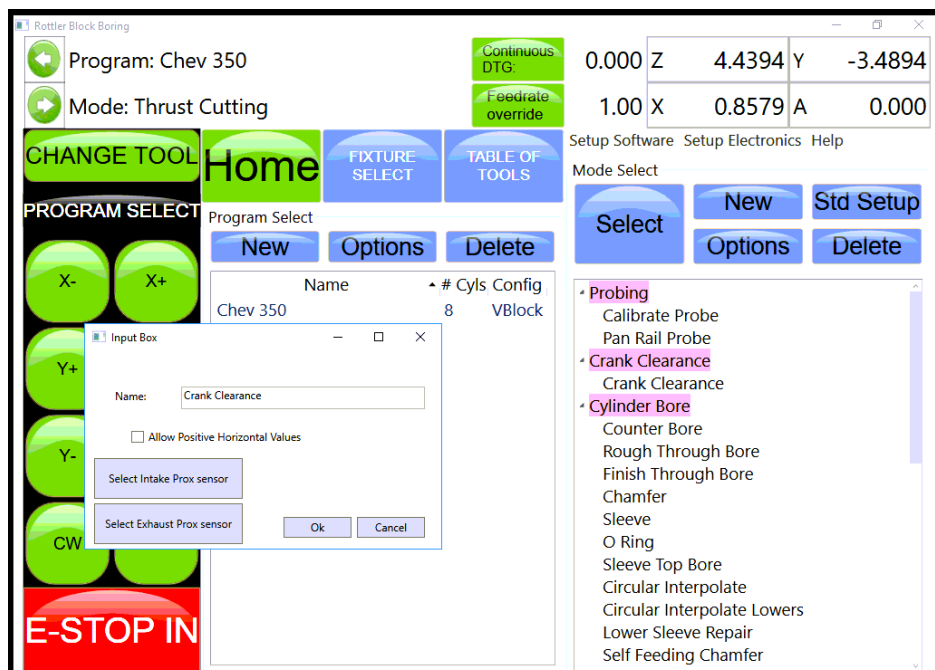 Rottler Block Boring
Program: Chev 350
Mode: Thrust Cutting
Continuous
DTG:
0.000
Z
4.4394
Y
-3.4894
Feedrate
override
1.00
X
0.8579
A
0.000
CHANGE TOOL
PROGRAM SELECT
X-
X+
Y+
Y-
CW
E-STOP IN
Home
FIXTURE
SELECT
TABLE OF
TOOLS
Program Select
New
Options
Delete
Name
# Cyls
Config
Chev 350
8
VBlock
Input Box
Name:
Crank Clearance
Allow Positive Horizontal Values
Select Intake Prox sensor
Select Exhaust Prox sensor
Ok
Cancel
Setup Software
Setup Electronics
Help
Mode Select
Select
New
Std Setup
Options
Delete
Probing
Calibrate Probe
Pan Rail Probe
Crank Clearance
Crank Clearance
Cylinder Bore
Counter Bore
Rough Through Bore
Finish Through Bore
Chamfer
Sleeve
O Ring
Sleeve Top Bore
Circular Interpolate
Circular Interpolate Lowers
Lower Sleeve Repair
Self Feeding Chamfer